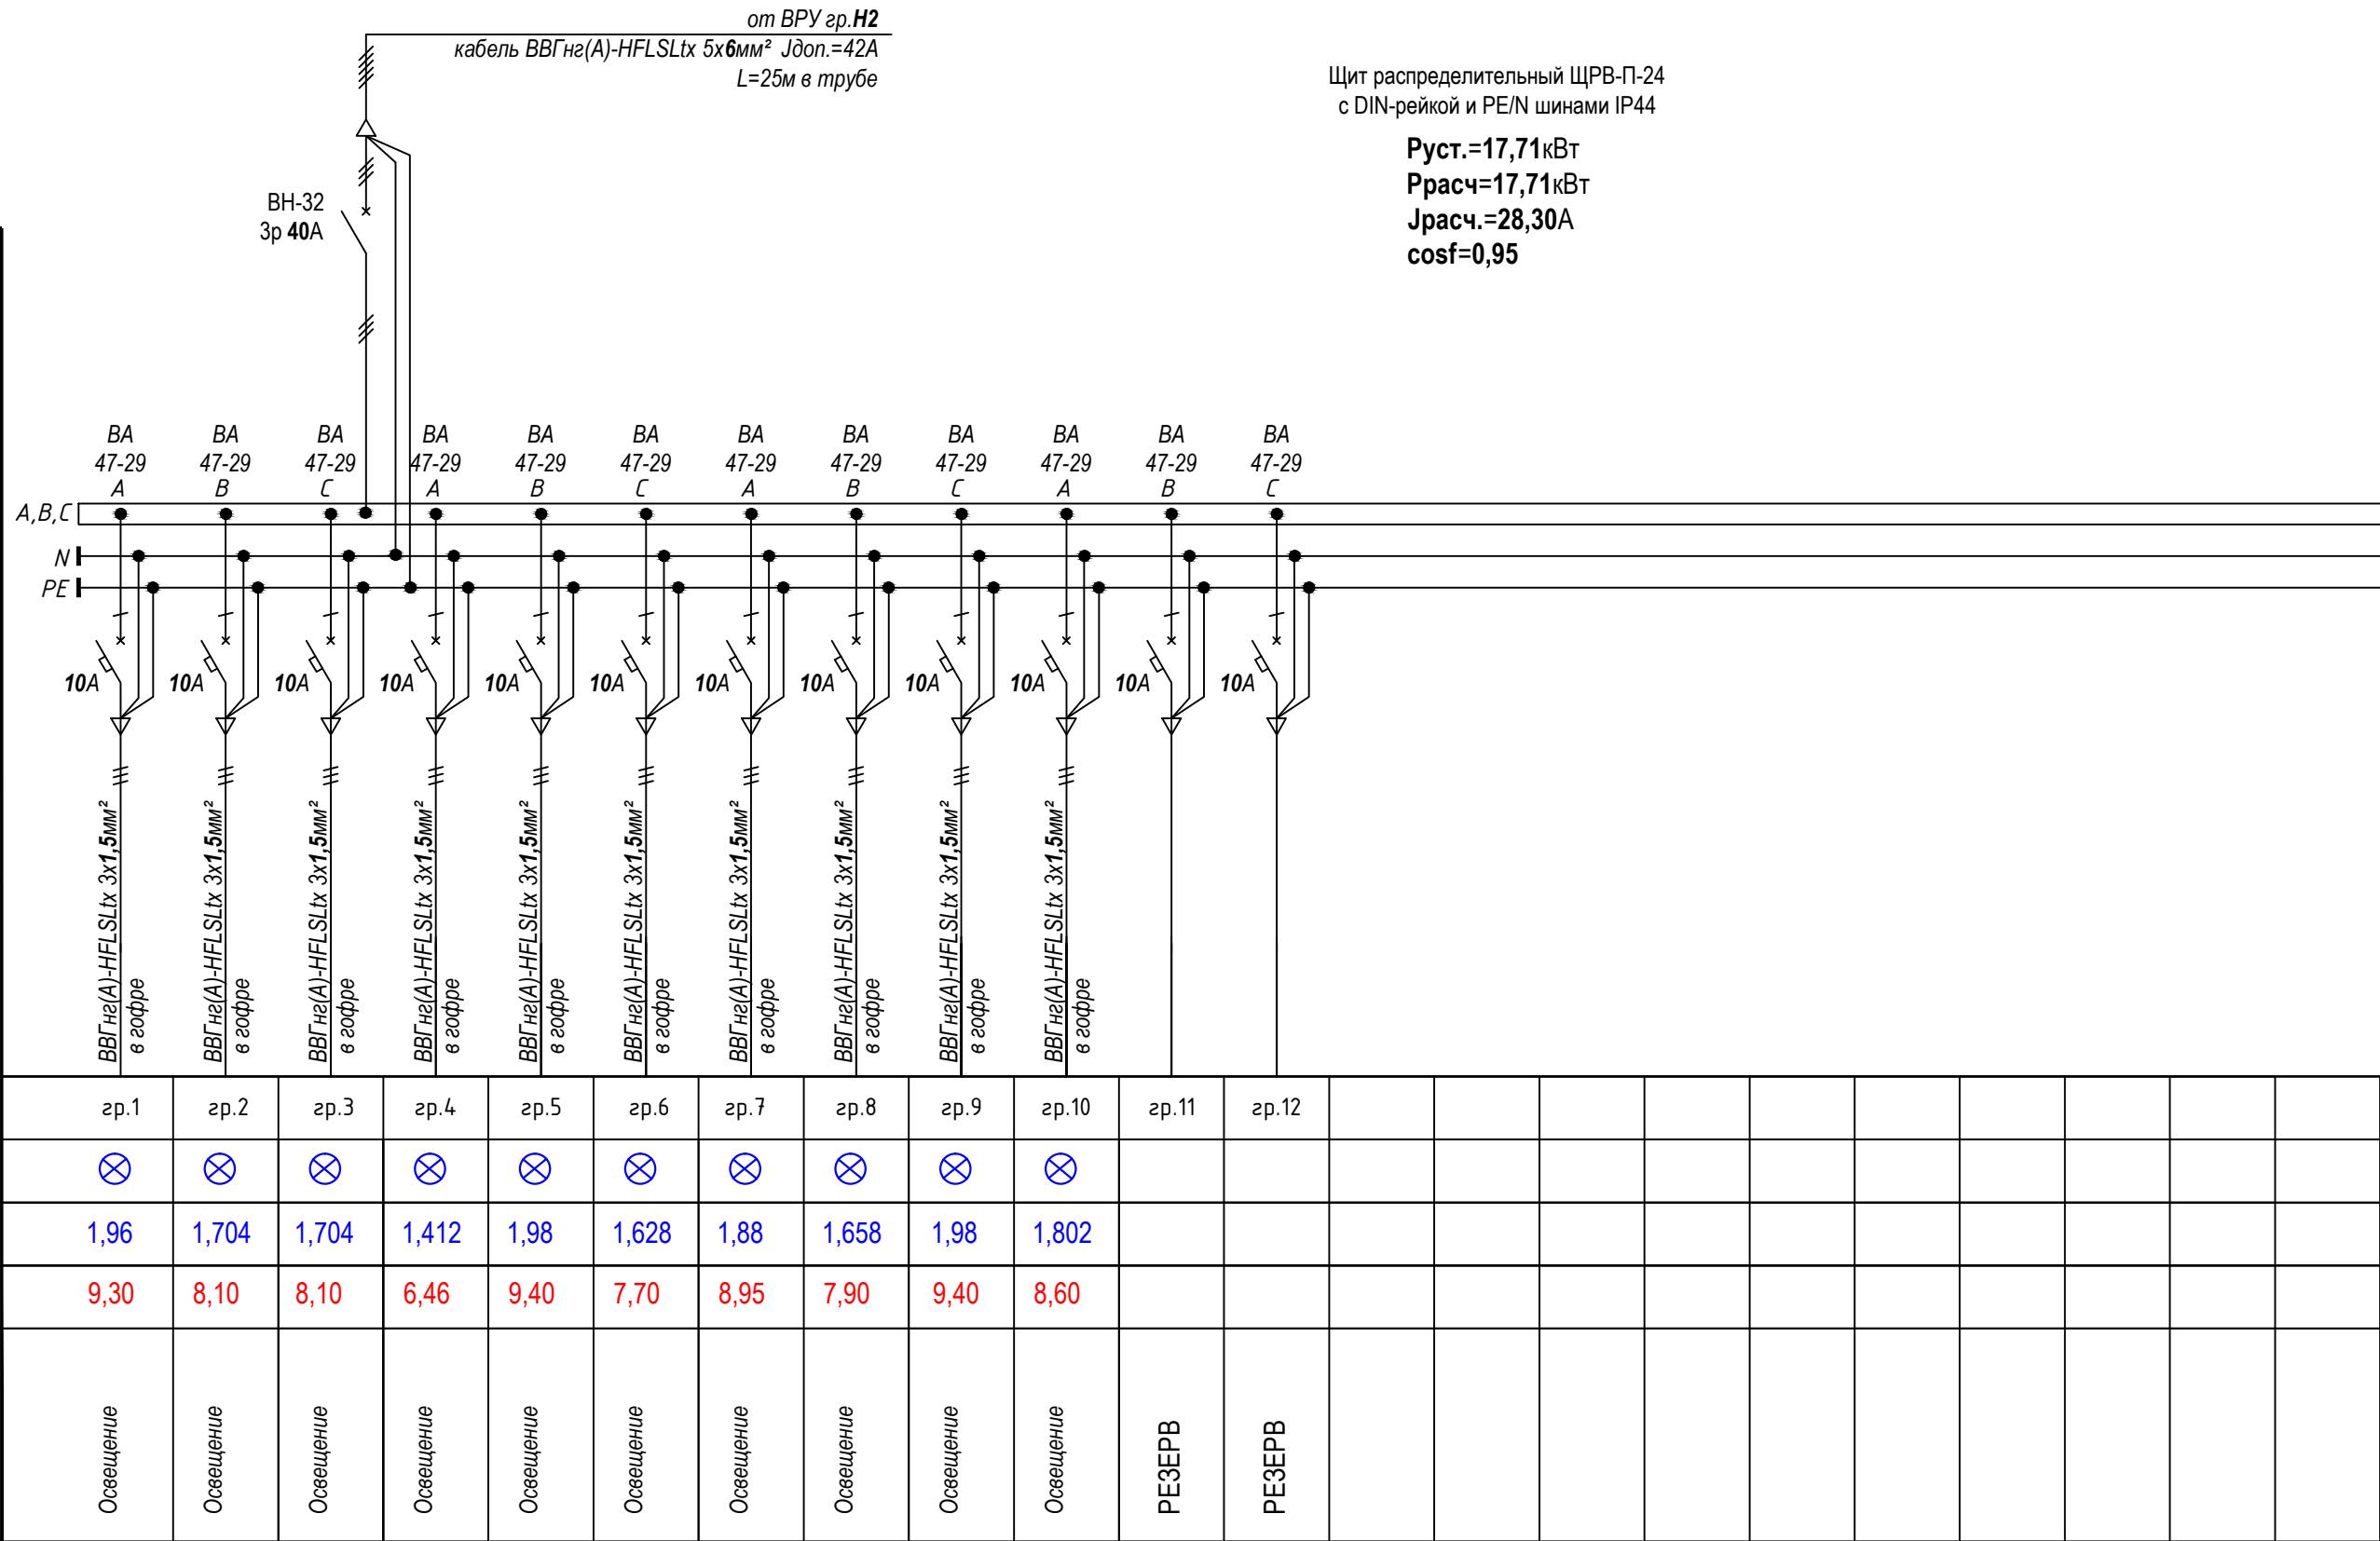 от ВРУ гр.Н2
кабель ВВГнг(А)-HFLSLtx 5х6мм² Jдоп.=42А
L=25м в трубе
Щит распределительный ЩРВ-П-24
с DIN-рейкой и PE/N шинами IP44
Руст.=17,71кВт
Ррасч=17,71кВт
Jрасч.=28,30А
cosf=0,95
ВН-32
3р 40А
ВА ВА ВА ВА ВА ВА ВА ВА ВА ВА ВА ВА
47-29 47-29 47-29 47-29 47-29 47-29 47-29 47-29 47-29 47-29 47-29 47-29
A B C A B C A B C A B C
A,B,C
N
PE
10А 10А 10А 10А 10А 10А 10А 10А 10А 10А 10А 10А
ВВГнг(А)-HFLSLtx 3х1,5мм²
в гофре
ВВГнг(А)-HFLSLtx 3х1,5мм²
в гофре
ВВГнг(А)-HFLSLtx 3х1,5мм²
в гофре
ВВГнг(А)-HFLSLtx 3х1,5мм²
в гофре
ВВГнг(А)-HFLSLtx 3х1,5мм²
в гофре
ВВГнг(А)-HFLSLtx 3х1,5мм²
в гофре
ВВГнг(А)-HFLSLtx 3х1,5мм²
в гофре
ВВГнг(А)-HFLSLtx 3х1,5мм²
в гофре
ВВГнг(А)-HFLSLtx 3х1,5мм²
в гофре
ВВГнг(А)-HFLSLtx 3х1,5мм²
в гофре
гр.1 гр.2 гр.3 гр.4 гр.5 гр.6 гр.7 гр.8 гр.9 гр.10 гр.11 гр.12
1,96 1,704 1,704 1,412 1,98 1,628 1,88 1,658 1,98 1,802
9,30 8,10 8,10 6,46 9,40 7,70 8,95 7,90 9,40 8,60
Освещение
Освещение
Освещение
Освещение
Освещение
Освещение
Освещение
Освещение
Освещение
Освещение
РЕЗЕРВ
РЕЗЕРВ